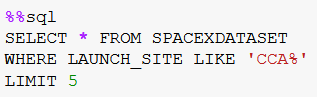 %%sql
SELECT * FROM SPACEXDATASET
WHERE LAUNCH_SITE LIKE 'CCA%'
LIMIT 5